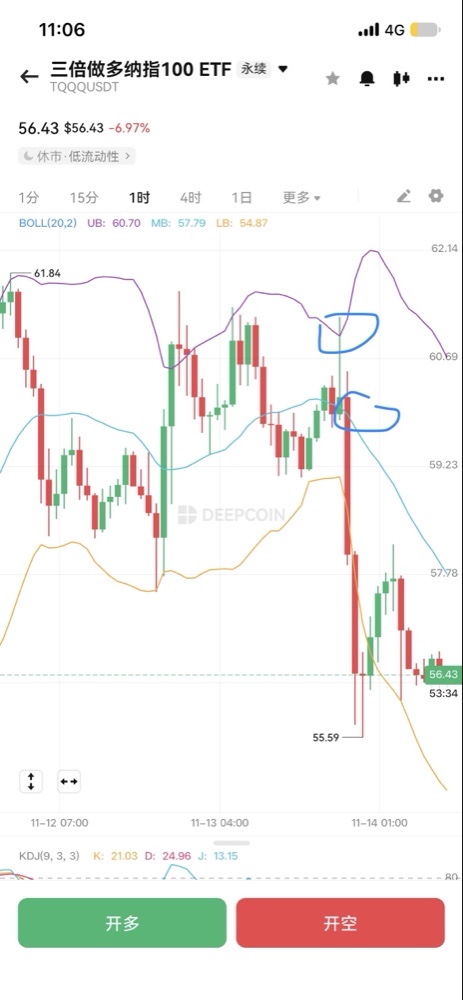 11:06 4G
三倍做多纳指100 ETF 永续
TQQQUSDT
56.43 $56.43 -6.97%
休市·低流动性
1分 15分 1时 4时 1日 更多
BOLL(20,2) UB: 60.70 MB: 57.79 LB: 54.87
62.14
61.84
60.69
59.23
DEEPCOIN
57.78
56.43
53:34
55.59
11-12 07:00 11-13 04:00 11-14 01:00
KDJ(9, 3, 3) K: 21.03 D: 24.96 J: 13.15
80
开多 开空